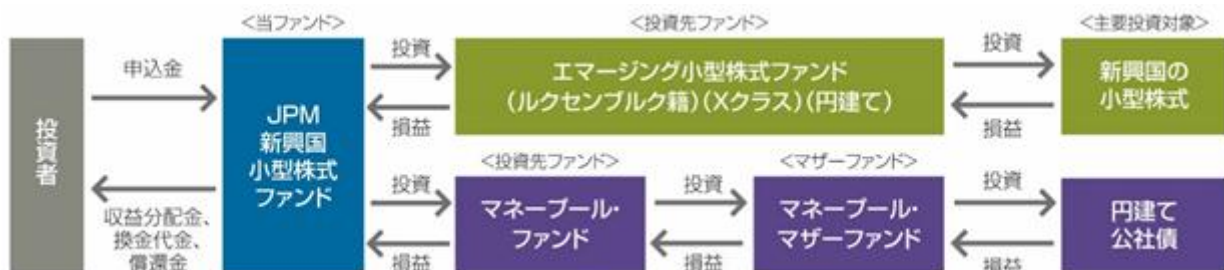 <当ファンド>
<投資先ファンド>
<主要投資対象>
投資者
申込金
収益分配金、
換金代金、
償還金
JPM
新興国
小型株式
ファンド
投資
損益
エマージング小型株式ファンド
(ルクセンブルク籍)(Xクラス)(円建て)
投資
損益
新興国の
小型株式
<投資先ファンド>
<マザーファンド>
投資
損益
マネープール・
ファンド
投資
損益
マネープール・
マザーファンド
投資
損益
円建て
公社債